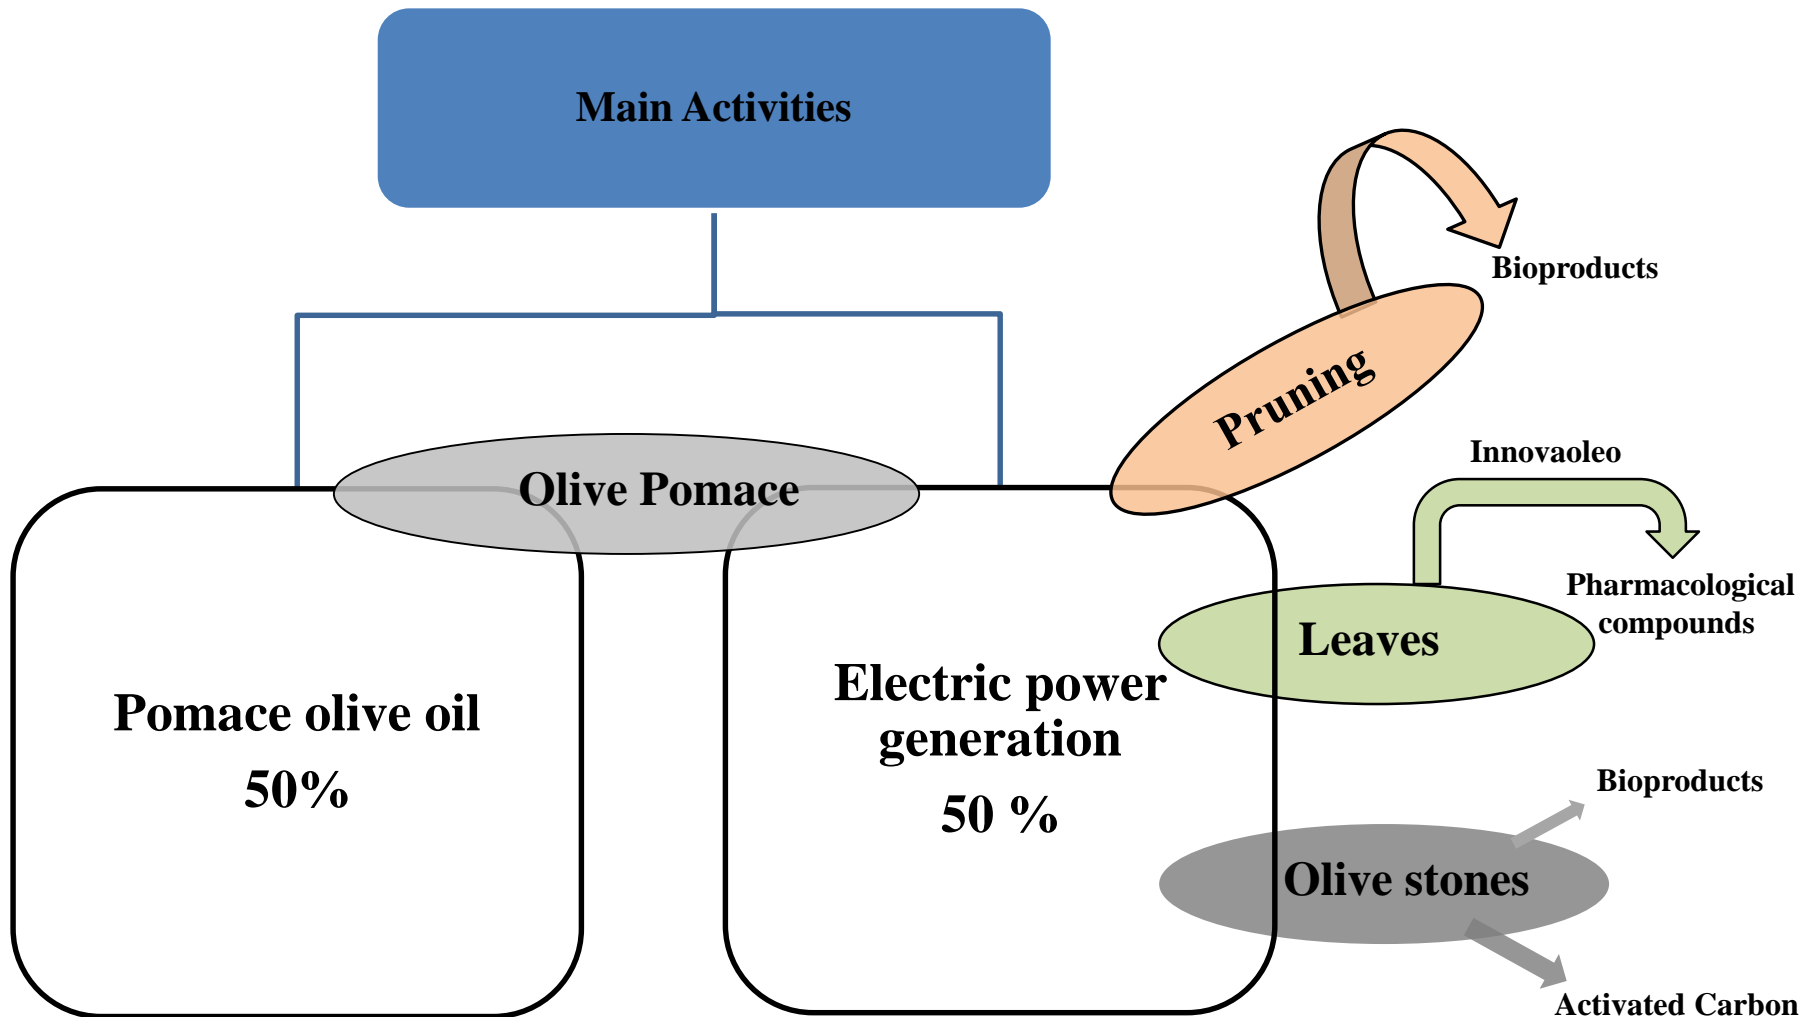 Main Activities
Bioproducts
Pruning
Innovaoleo
Olive Pomace
Pharmacological
compounds
Leaves
Pomace olive oil
50%
Electric power
generation
50 %
Bioproducts
Olive stones
Activated Carbon